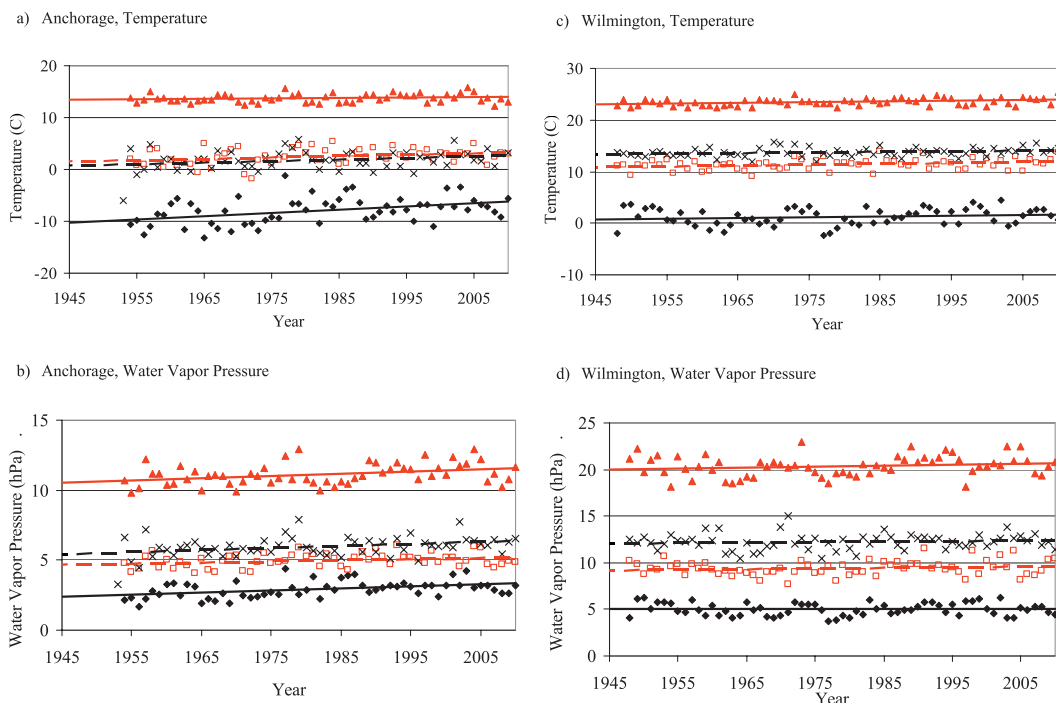 a) Anchorage, Temperature
20
10
0
-10
-20
Temperature (C)
1945 1955 1965 1975 1985 1995 2005
Year
c) Wilmington, Temperature
30
20
10
0
-10
Temperature (C)
1945 1955 1965 1975 1985 1995 2005
Year
b) Anchorage, Water Vapor Pressure
15
10
5
0
Water Vapor Pressure (hPa) .
1945 1955 1965 1975 1985 1995 2005
Year
d) Wilmington, Water Vapor Pressure
25
20
15
10
5
0
Water Vapor Pressure (hPa) .
1945 1955 1965 1975 1985 1995 2005
Year